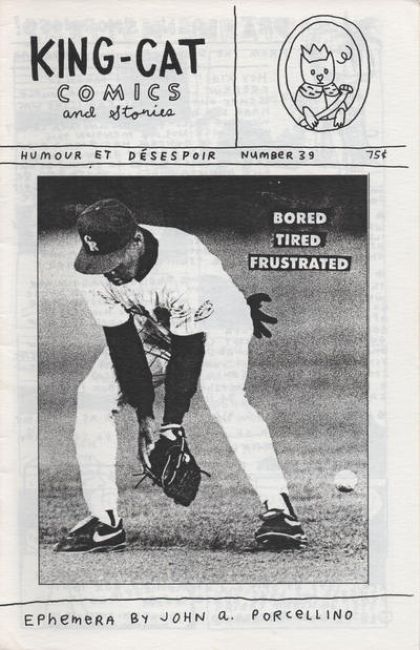 KING-CAT
COMICS
and Stories
HUMOUR ET DÉSESPOIR NUMBER 39 75¢
BORED
TIRED
FRUSTRATED
EPHEMERA BY JOHN A. PORCELLINO